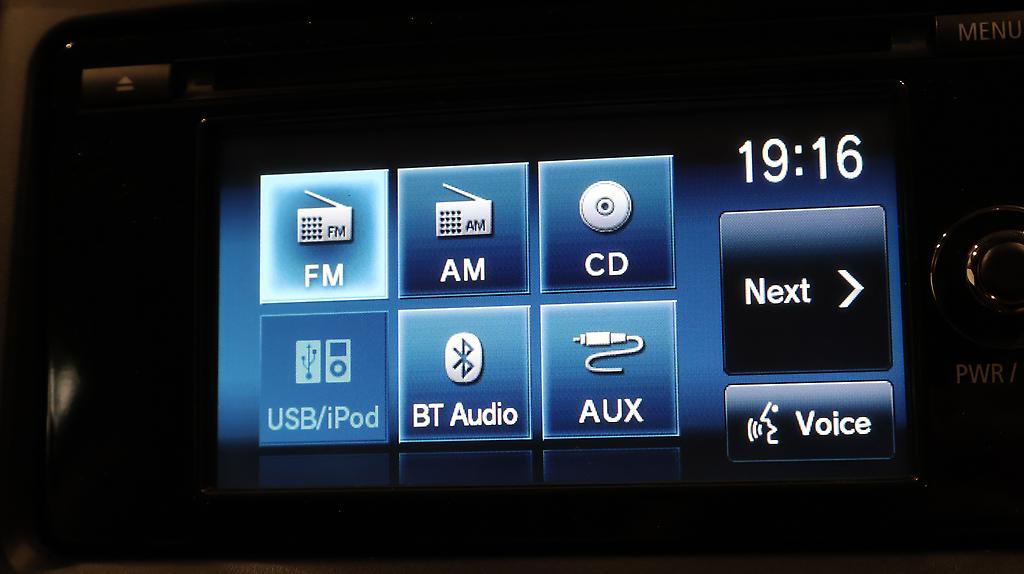 MENU
19:16
FM
FM
AM
AM
CD
Next
USB/iPod
BT Audio
AUX
Voice
PWR /